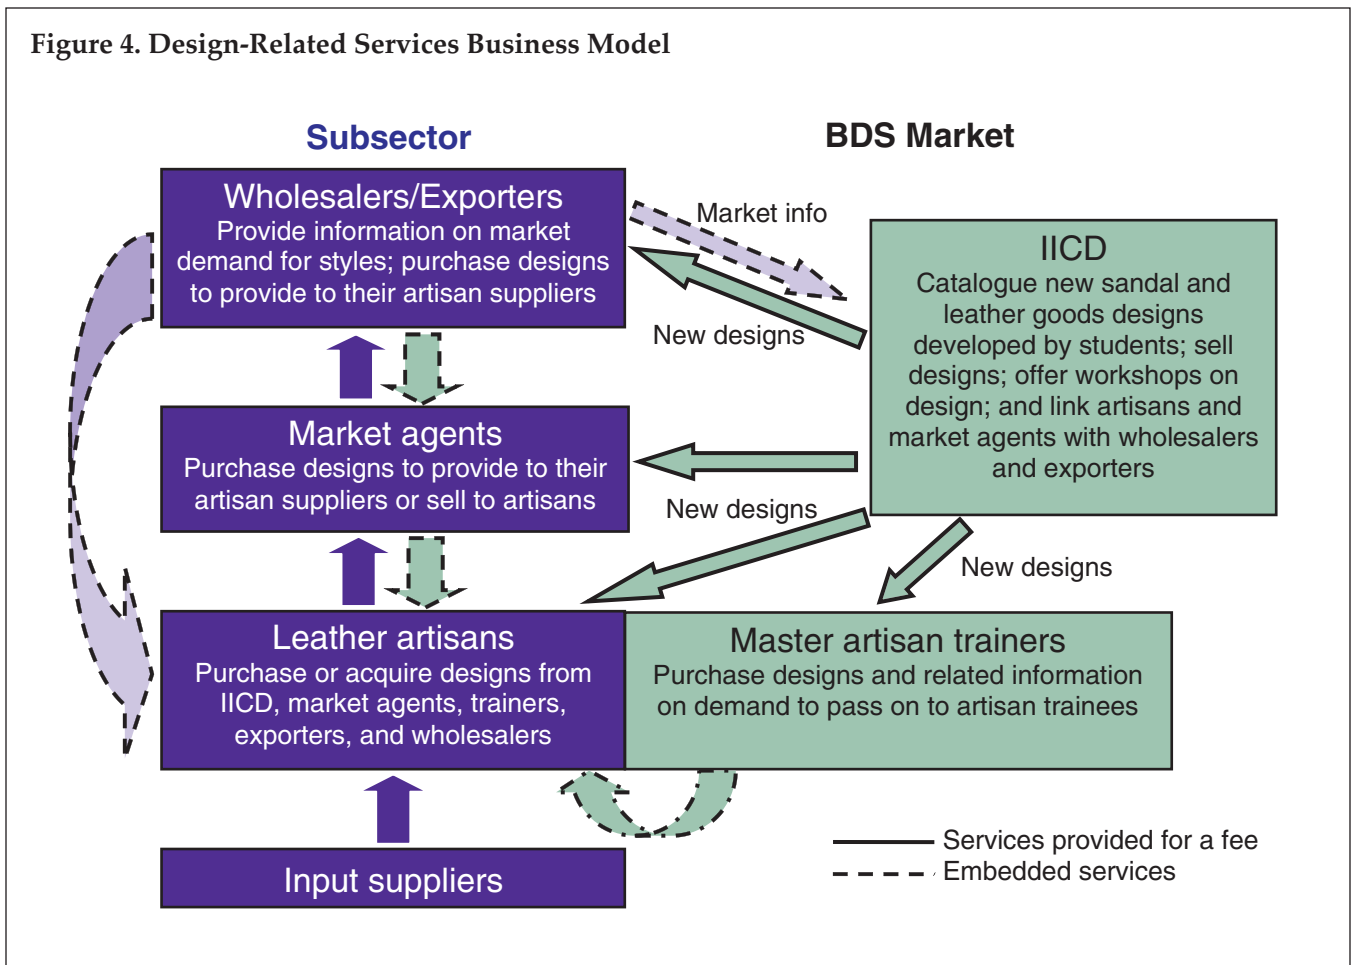 Figure 4. Design-Related Services Business Model
Subsector
BDS Market
Wholesalers/Exporters
Provide information on market
demand for styles; purchase designs
to provide to their artisan suppliers
Market info
New designs
IICD
Catalogue new sandal and
leather goods designs
developed by students; sell
designs; offer workshops on
design; and link artisans and
market agents with wholesalers
and exporters
Market agents
Purchase designs to provide to their
artisan suppliers or sell to artisans
New designs
New designs
Leather artisans
Purchase or acquire designs from
IICD, market agents, trainers,
exporters, and wholesalers
Master artisan trainers
Purchase designs and related information
on demand to pass on to artisan trainees
Input suppliers
Services provided for a fee
Embedded services